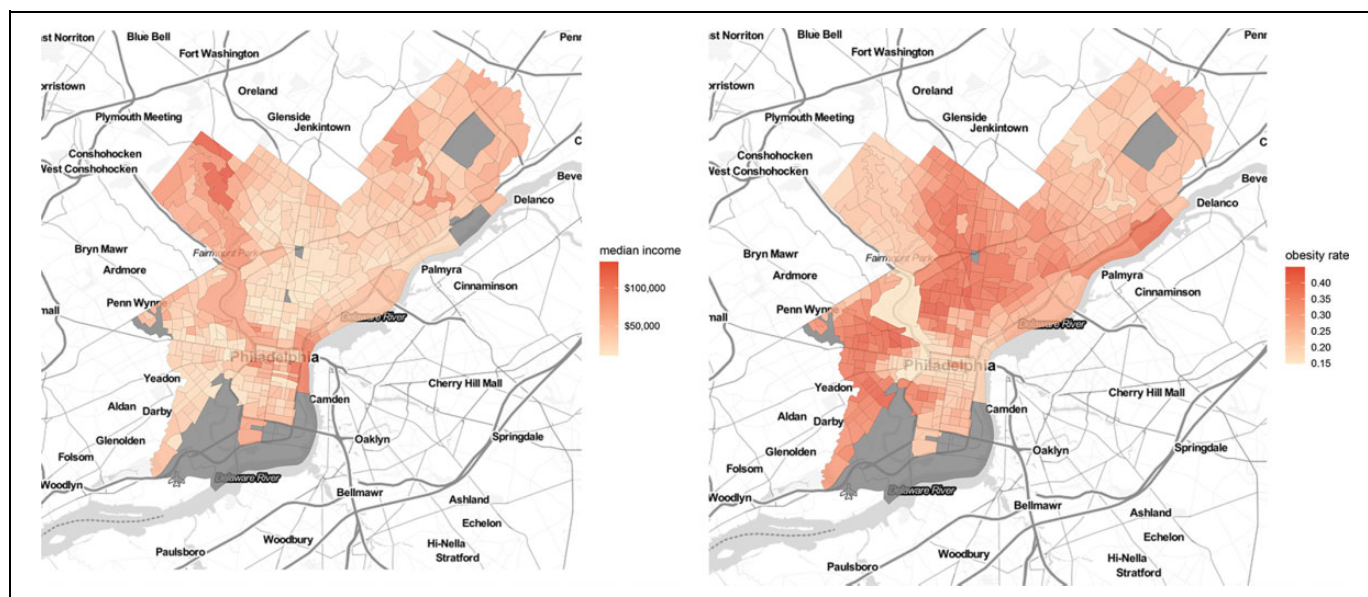 st Norriton
Blue Bell
Penn
Fort Washington
orristown
Oreland
Plymouth Meeting
Glenside
Jenkintown
Conshohocken
West Conshohocken
C
Beve
Delanco
Bryn Mawr
Fairmount Park
Ardmore
Palmyra
Cinnaminson
Penn Wynne
mall
Delaware River
Philadelphia
Yeadon
Cherry Hill Mall
Aldan
Darby
Camden
Glenolden
Oaklyn
Springdale
Folsom
Woodlyn
Delaware River
Bellmawr
Ashland
Echelon
Paulsboro
Woodbury
Hi-Nella
Stratford
median income
$100,000
$50,000
st Norriton
Blue Bell
Penn
Fort Washington
orristown
Oreland
Plymouth Meeting
Glenside
Jenkintown
Conshohocken
West Conshohocken
C
Beve
Delanco
Bryn Mawr
Fairmount Park
Ardmore
Palmyra
Cinnaminson
Penn Wynne
mall
Delaware River
Philadelphia
Yeadon
Cherry Hill Mall
Aldan
Darby
Camden
Glenolden
Oaklyn
Springdale
Folsom
Woodlyn
Delaware River
Bellmawr
Ashland
Echelon
Paulsboro
Woodbury
Hi-Nella
Stratford
obesity rate
0.40
0.35
0.30
0.25
0.20
0.15